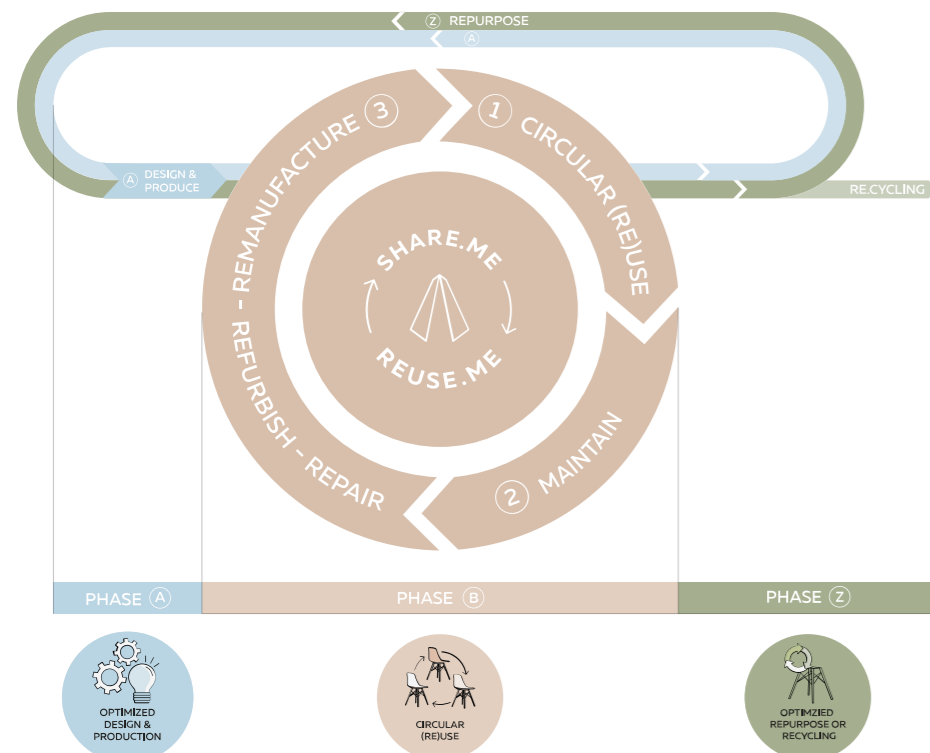 Z REPURPOSE
A
3
1 CIRCULAR (RE)USE
A DESIGN &
PRODUCE
RE.CYCLING
SHARE.ME
REUSE.ME
2 MAINTAIN
REFURBISH - REPAIR
- REMANUFACTURE
PHASE A
PHASE B
PHASE Z
OPTIMIZED
DESIGN &
PRODUCTION
CIRCULAR
(RE)USE
OPTIMZIED
REPURPOSE OR
RECYCLING